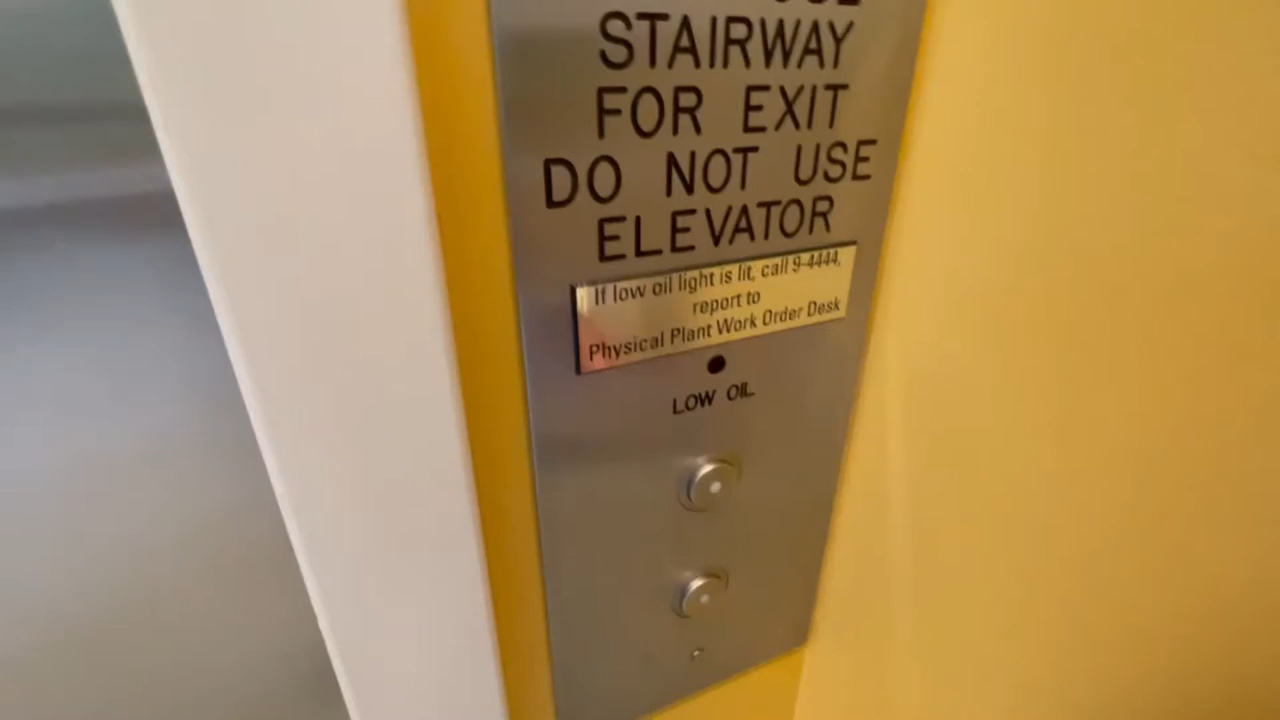 STAIRWAY
FOR EXIT
DO NOT USE
ELEVATOR
If low oil light is lit, call 9-4444,
report to
Physical Plant Work Order Desk
LOW OIL